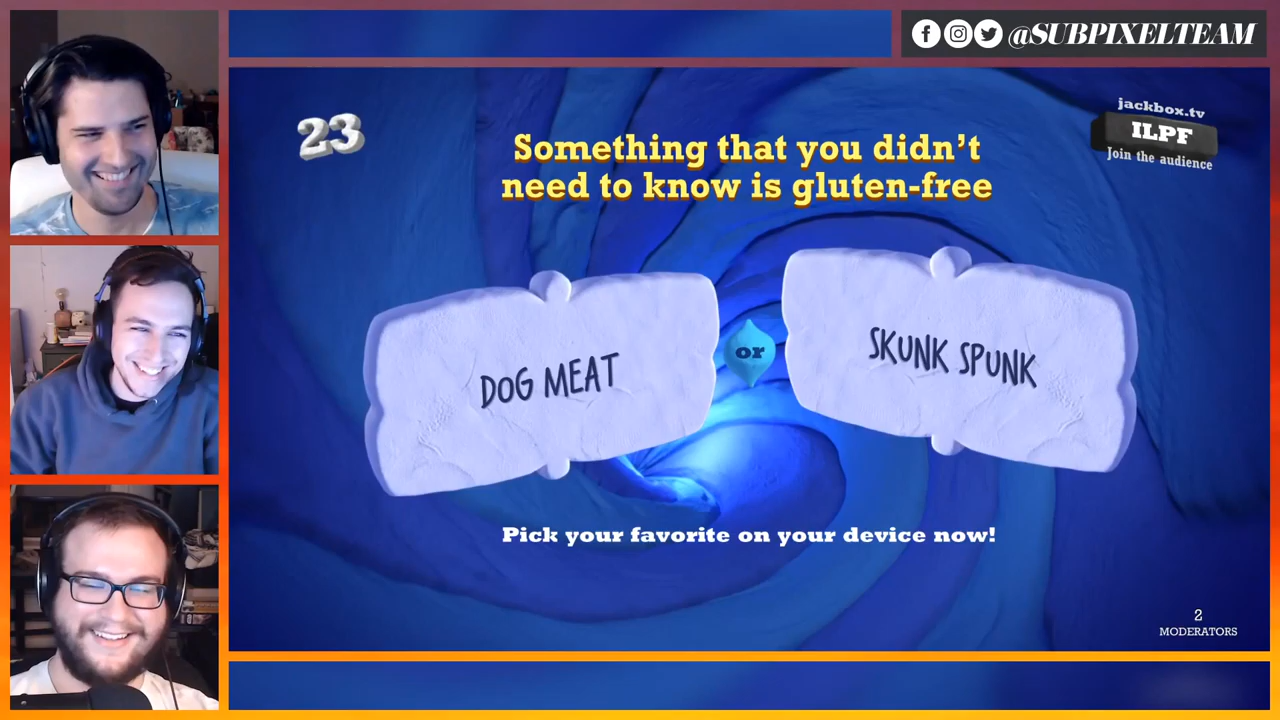 @SUBPIXELTEAM
23
Something that you didn't
need to know is gluten-free
jackbox.tv
ILPF
Join the audience
DOG MEAT
or
SKUNK SPUNK
Pick your favorite on your device now!
2
MODERATORS